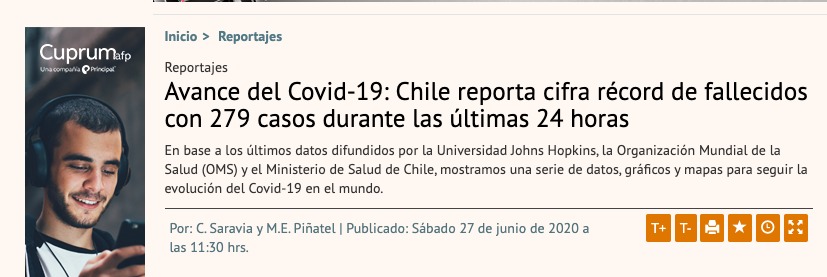 Cuprum afp
Una compañía Principal
Inicio > Reportajes
Reportajes
Avance del Covid-19: Chile reporta cifra récord de fallecidos
con 279 casos durante las últimas 24 horas
En base a los últimos datos difundidos por la Universidad Johns Hopkins, la Organización Mundial de la
Salud (OMS) y el Ministerio de Salud de Chile, mostramos una serie de datos, gráficos y mapas para seguir la
evolución del Covid-19 en el mundo.
Por: C. Saravia y M.E. Piñatel | Publicado: Sábado 27 de junio de 2020 a
las 11:30 hrs.
T+ T-